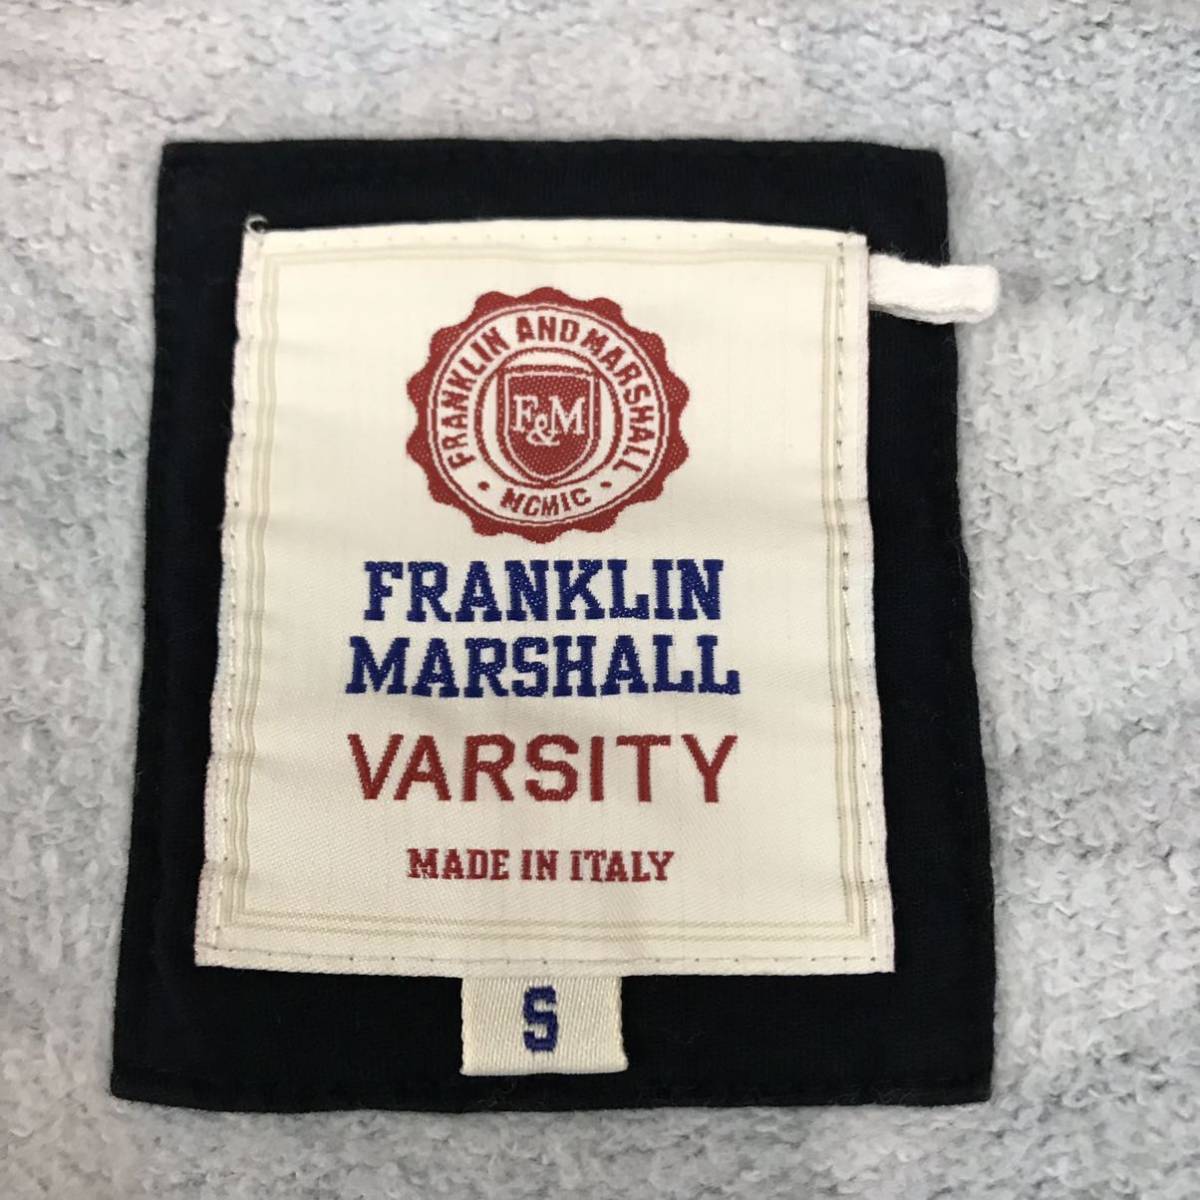 FRANKLIN AND MARSHALL
F&M
· MCMIC ·
FRANKLIN
MARSHALL
VARSITY
MADE IN ITALY
S